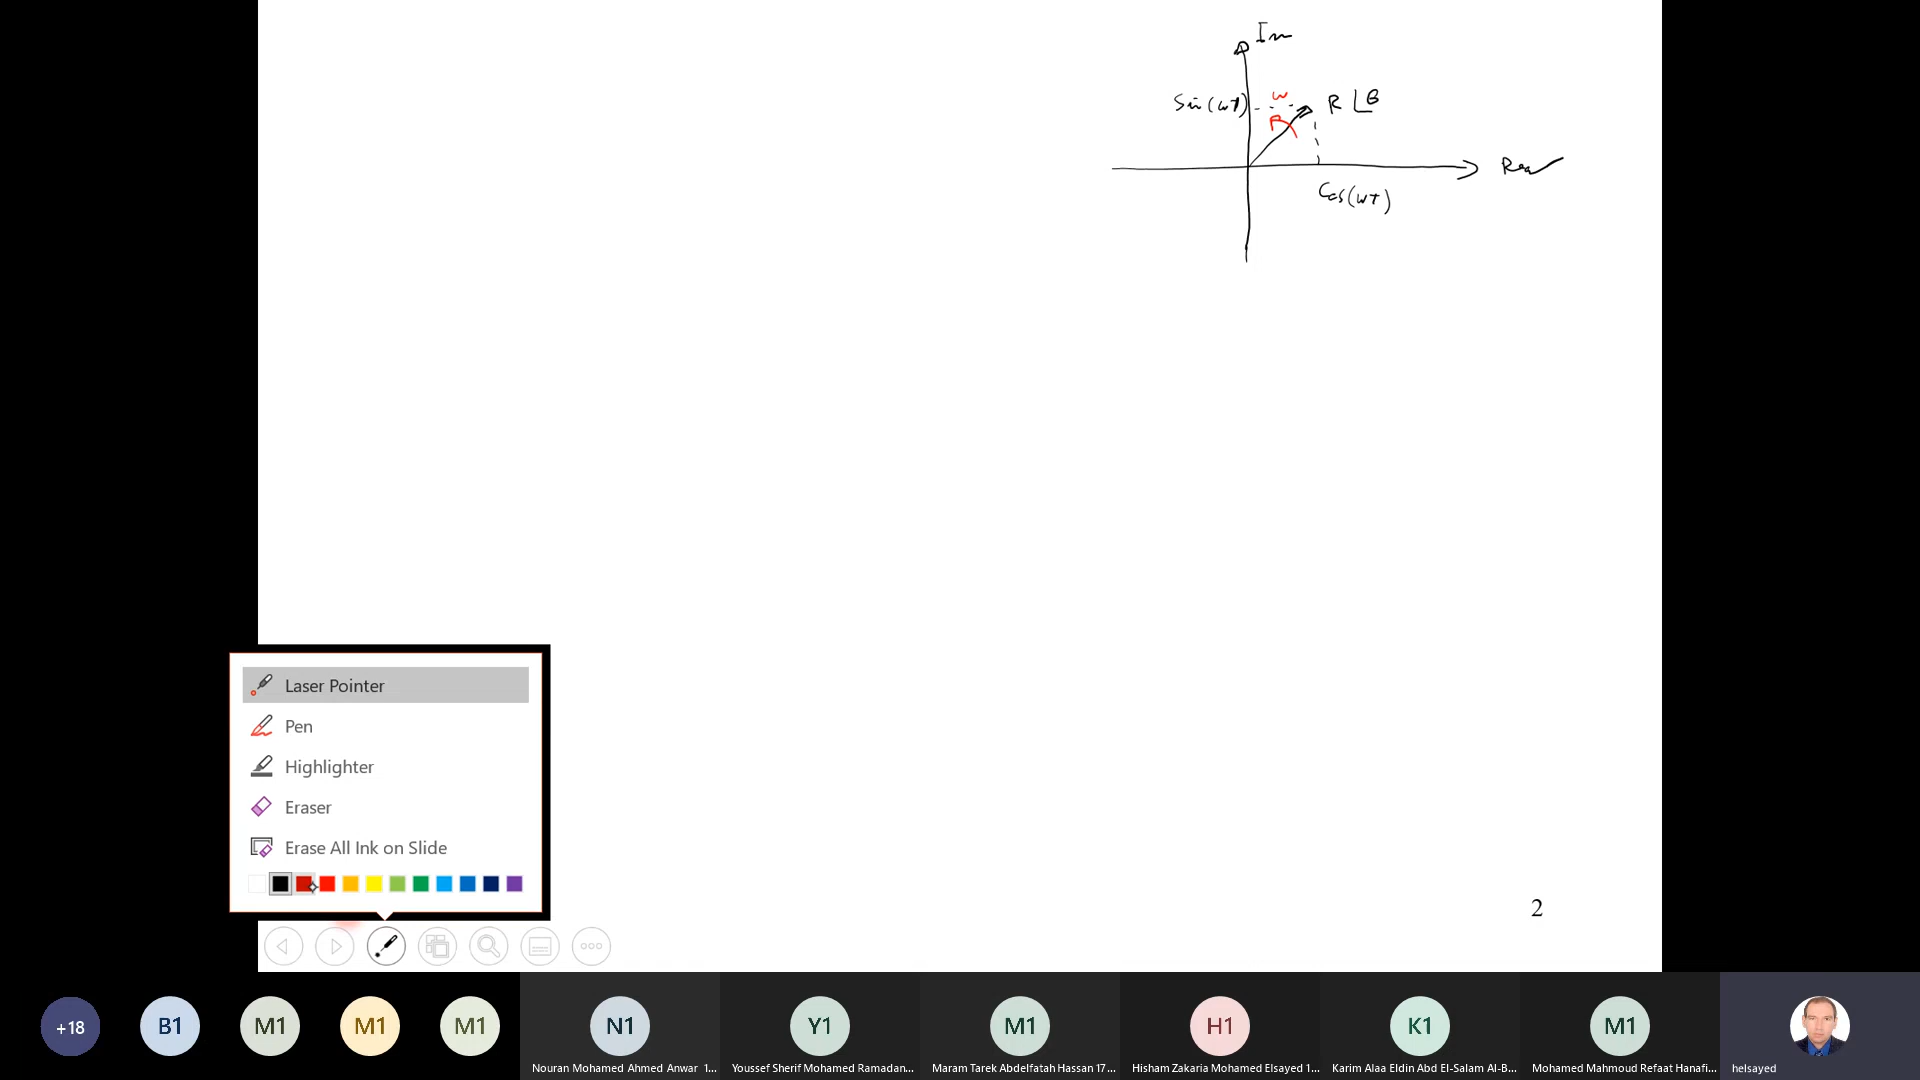 Im
Sin(wt)
w
R∠θ
Real
Cos(wt)
Laser Pointer
Pen
Highlighter
Eraser
Erase All Ink on Slide
2
+18
B1
M1
M1
M1
N1
Y1
M1
H1
K1
M1
Nouran Mohamed Ahmed Anwar 1...
Youssef Sherif Mohamed Ramadan...
Maram Tarek Abdelfatah Hassan 17...
Hisham Zakaria Mohamed Elsayed 1...
Karim Alaa Eldin Abd El-Salam Al-B...
Mohamed Mahmoud Refaat Hanafi...
helsayed